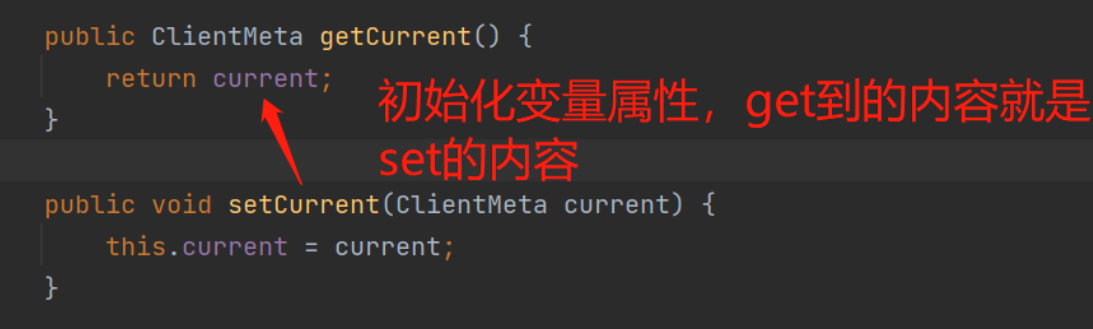 public ClientMeta getCurrent() {
return current;
}
初始化变量属性，get到的内容就是
set的内容
public void setCurrent(ClientMeta current) {
this.current = current;
}